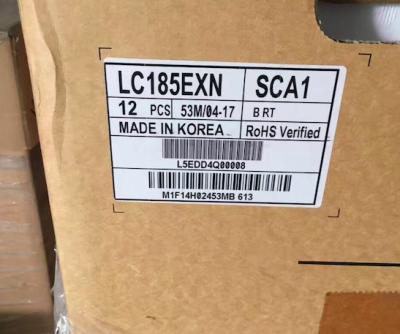 LC185EXN SCA1
12 PCS 53M/04-17 B RT
MADE IN KOREA RoHS Verified
L5EDD4Q00008
M1F14H02453MB 613